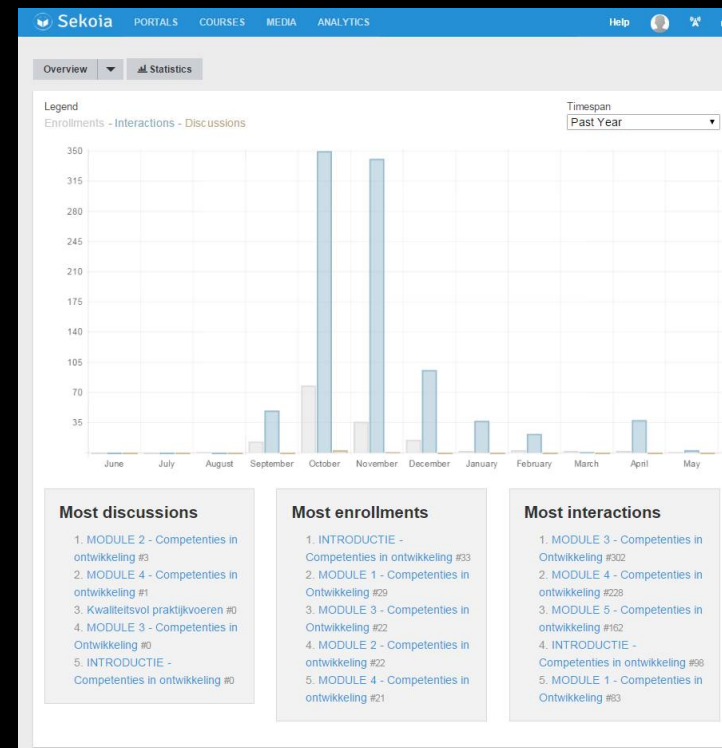 Sekoia PORTALS COURSES MEDIA ANALYTICS Help
Overview Statistics
Legend
Enrollments - Interactions - Discussions
Timespan
Past Year
350
315
280
245
210
175
140
105
70
35
June July August September October November December January February March April May
Most discussions
1. MODULE 2 - Competenties in
ontwikkeling #3
2. MODULE 4 - Competenties in
ontwikkeling #1
3. Kwaliteitsvol praktijkvoeren #0
4. MODULE 3 - Competenties in
Ontwikkeling #0
5. INTRODUCTIE -
Competenties in ontwikkeling #0
Most enrollments
1. INTRODUCTIE -
Competenties in ontwikkeling #33
2. MODULE 1 - Competenties in
Ontwikkeling #29
3. MODULE 3 - Competenties in
Ontwikkeling #22
4. MODULE 2 - Competenties in
ontwikkeling #22
5. MODULE 4 - Competenties in
ontwikkeling #21
Most interactions
1. MODULE 3 - Competenties in
Ontwikkeling #302
2. MODULE 4 - Competenties in
ontwikkeling #228
3. MODULE 5 - Competenties in
ontwikkeling #162
4. INTRODUCTIE -
Competenties in ontwikkeling #98
5. MODULE 1 - Competenties in
Ontwikkeling #83